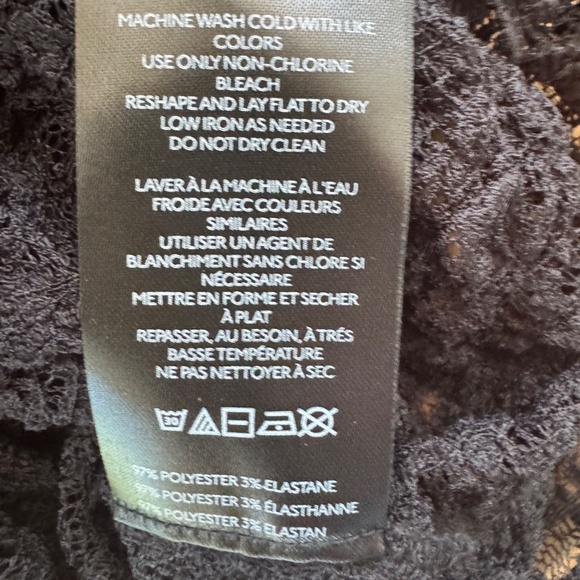 MACHINE WASH COLD WITH LIKE
COLORS
USE ONLY NON-CHLORINE
BLEACH
RESHAPE AND LAY FLAT TO DRY
LOW IRON AS NEEDED
DO NOT DRY CLEAN
LAVER À LA MACHINE À L'EAU
FROIDE AVEC COULEURS
SIMILAIRES
UTILISER UN AGENT DE
BLANCHIMENT SANS CHLORE SI
NÉCESSAIRE
METTRE EN FORME ET SECHER
À PLAT
REPASSER, AU BESOIN, À TRÉS
BASSE TEMPÉRATURE
NE PAS NETTOYER À SEC
30
97% POLYESTER 3% ELASTANE
97% POLYESTER 3% ÉLASTHANNE
97% POLYESTER 3% ELASTAN